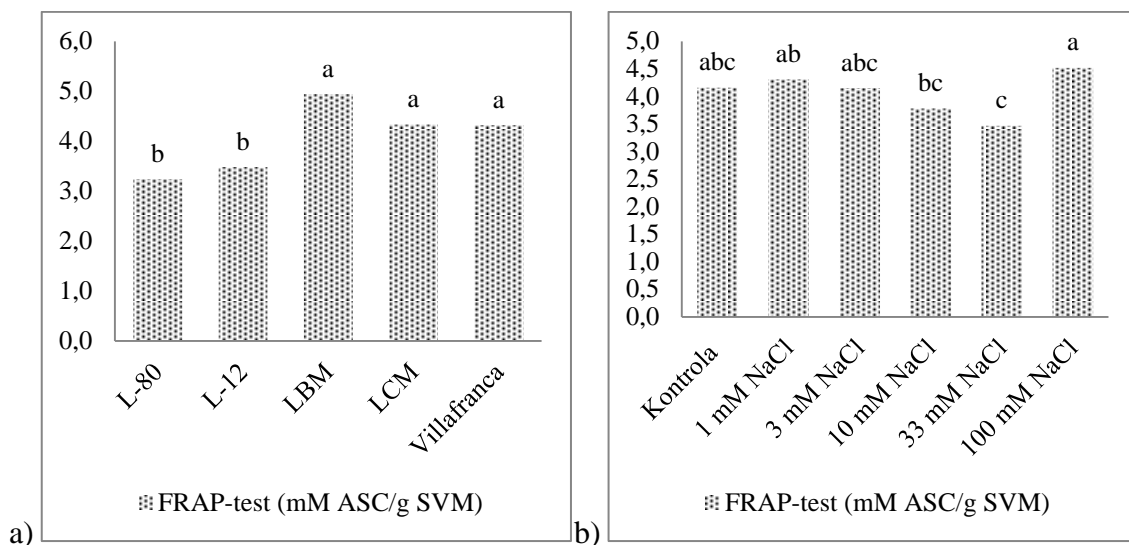 6,0
5,0
4,0
3,0
2,0
1,0
0,0
b
b
a
a
a
L-80
L-12
LBM
LCM
Villafranca
FRAP-test (mM ASC/g SVM)
a)
5,0
4,5
4,0
3,5
3,0
2,5
2,0
1,5
1,0
0,5
0,0
abc
ab
abc
bc
c
a
Kontrola
1 mM NaCl
3 mM NaCl
10 mM NaCl
33 mM NaCl
100 mM NaCl
FRAP-test (mM ASC/g SVM)
b)